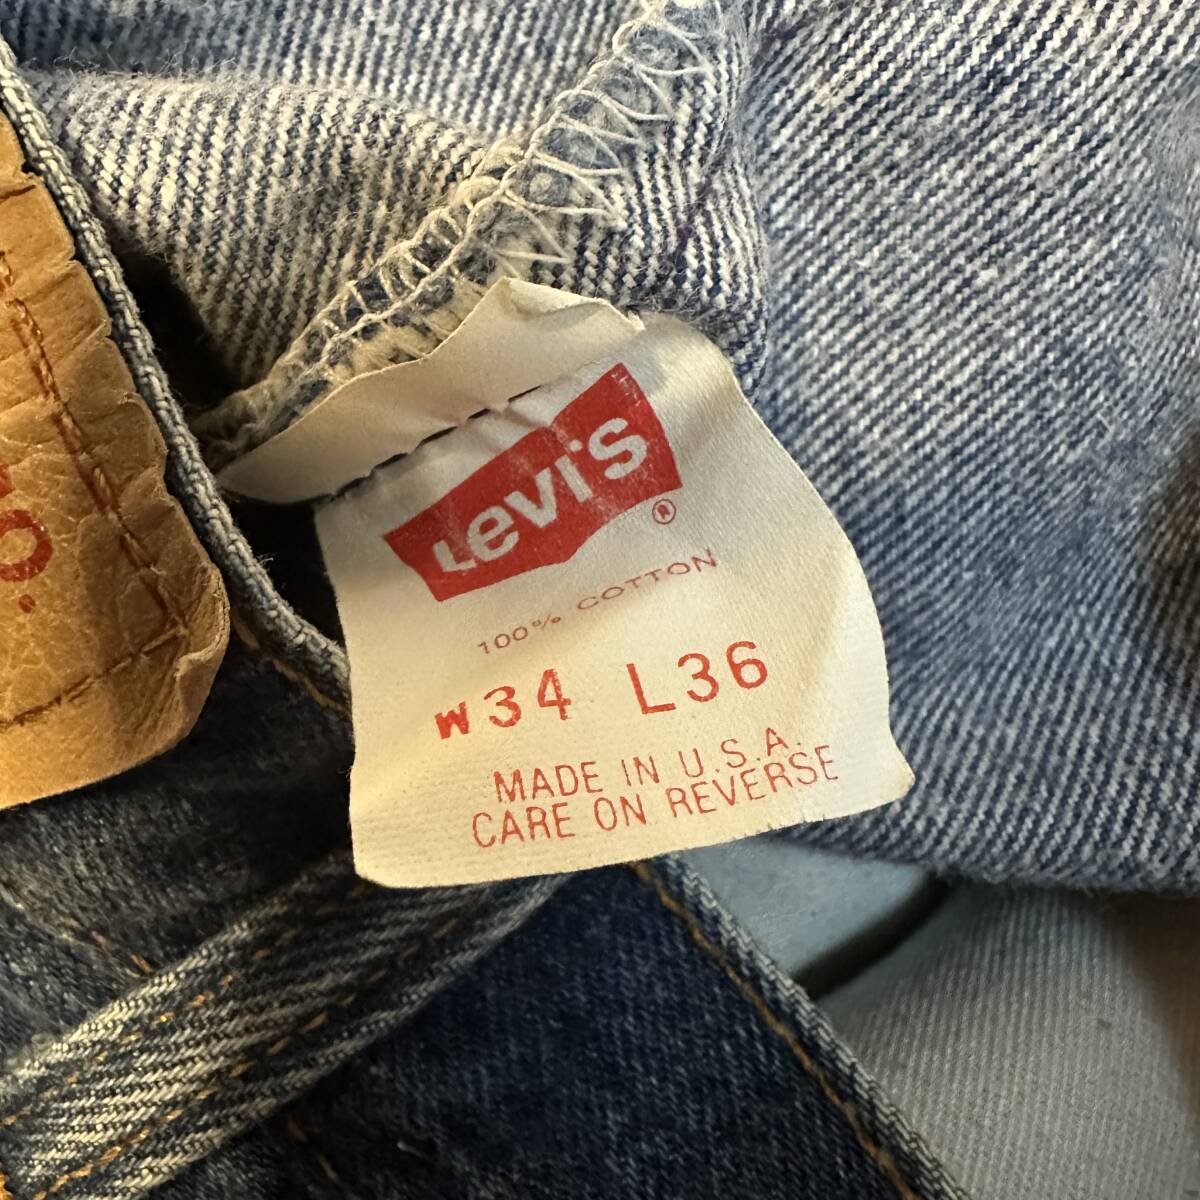 Levi's
®
100% COTTON
W34 L36
MADE IN U.S.A.
CARE ON REVERSE